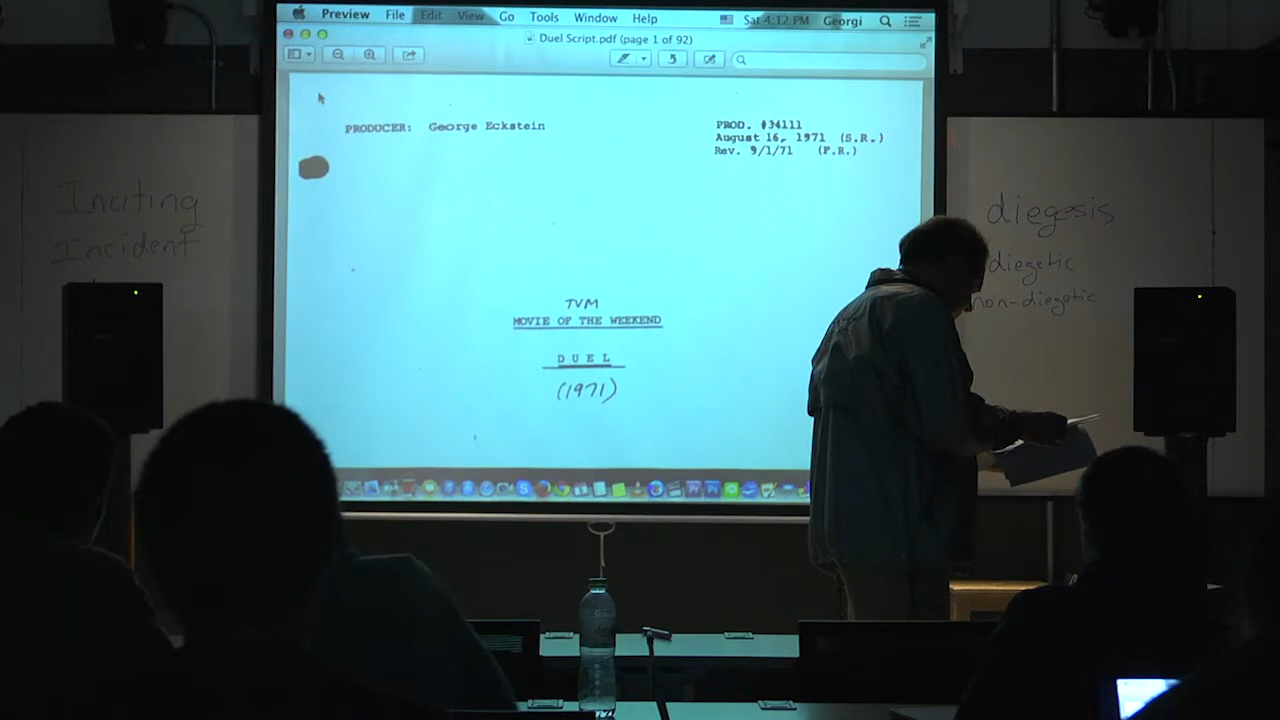 Preview File Edit View Go Tools Window Help Sat 4:12 PM Georgi
Duel Script.pdf (page 1 of 92)
PRODUCER: George Eckstein
PROD. #34111
August 16, 1971 (S.R.)
Rev. 9/1/71 (F.R.)
TVM
MOVIE OF THE WEEKEND
DUEL
(1971)
Inciting
Incident
diegesis
diegetic
non-diegetic
Pr Ps